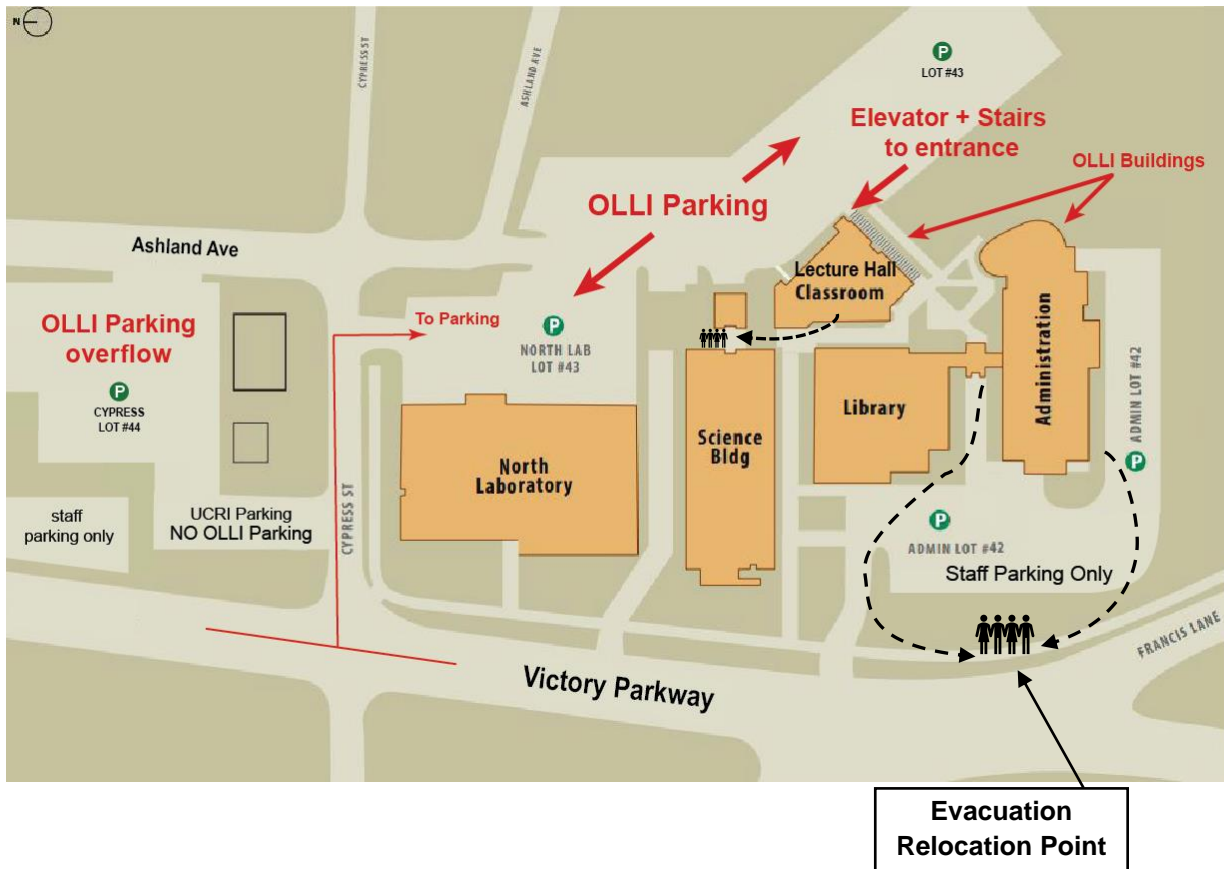 N
CYPRESS ST
ASHLAND AVE
P
LOT #43
Elevator + Stairs
to entrance
OLLI Buildings
OLLI Parking
Ashland Ave
Lecture Hall
Classroom
OLLI Parking
overflow
P
CYPRESS
LOT #44
To Parking
P
NORTH LAB
LOT #43
Administration
ADMIN LOT #42
P
Library
Science
Bldg
North
Laboratory
staff
parking only
UCRI Parking
NO OLLI Parking
CYPRESS ST
P
ADMIN LOT #42
Staff Parking Only
FRANCIS LANE
Victory Parkway
Evacuation
Relocation Point